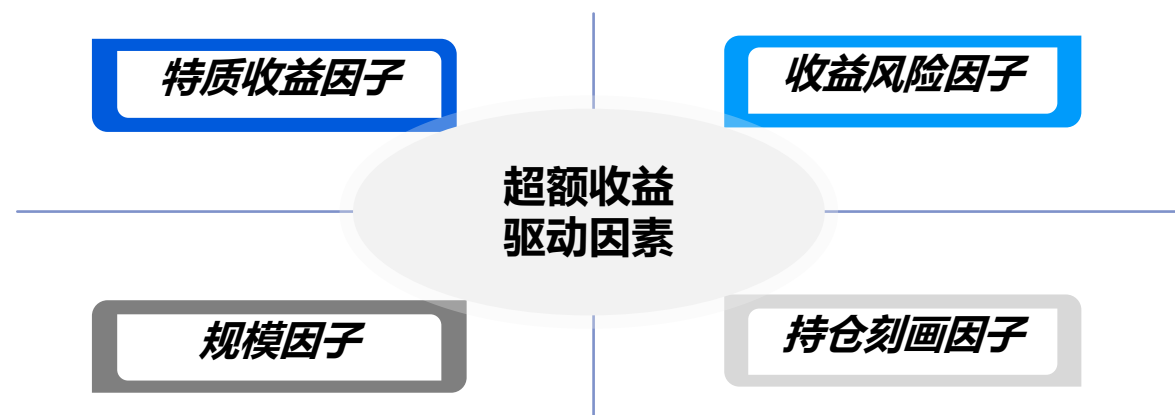 特质收益因子
收益风险因子
超额收益
驱动因素
规模因子
持仓刻画因子